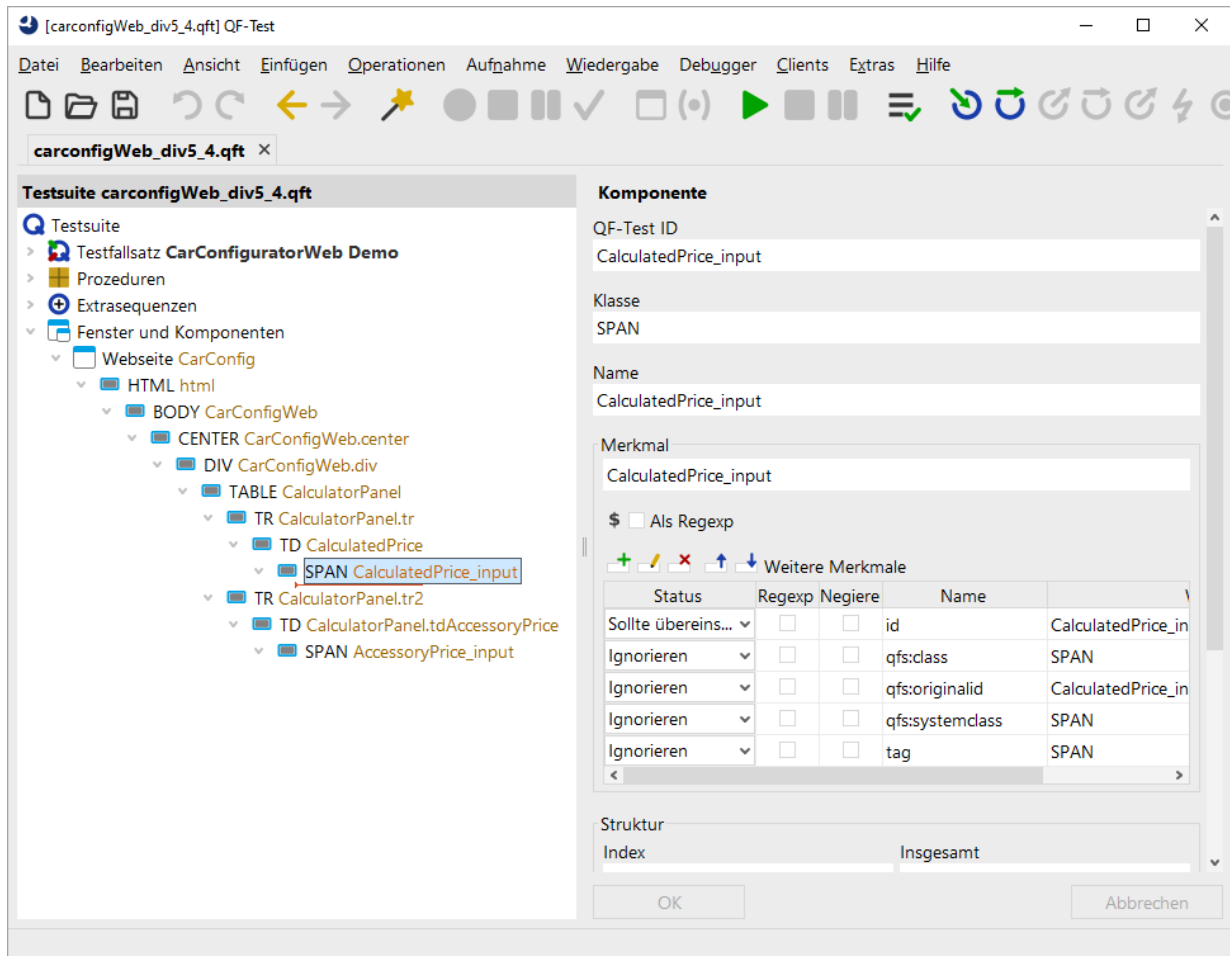 [carconfigWeb_div5_4.qft] QF-Test
Datei Bearbeiten Ansicht Einfügen Operationen Aufnahme Wiedergabe Debugger Clients Extras Hilfe
carconfigWeb_div5_4.qft
Testsuite carconfigWeb_div5_4.qft
Testsuite
Testfallsatz CarConfiguratorWeb Demo
Prozeduren
Extrasequenzen
Fenster und Komponenten
Webseite CarConfig
HTML html
BODY CarConfigWeb
CENTER CarConfigWeb.center
DIV CarConfigWeb.div
TABLE CalculatorPanel
TR CalculatorPanel.tr
TD CalculatedPrice
SPAN CalculatedPrice_input
TR CalculatorPanel.tr2
TD CalculatorPanel.tdAccessoryPrice
SPAN AccessoryPrice_input
Komponente
QF-Test ID
CalculatedPrice_input
Klasse
SPAN
Name
CalculatedPrice_input
Merkmal
CalculatedPrice_input
$ Als Regexp
Weitere Merkmale
Status Regexp Negiere Name
Sollte übereins... id CalculatedPrice_in
Ignorieren qfs:class SPAN
Ignorieren qfs:originalid CalculatedPrice_in
Ignorieren qfs:systemclass SPAN
Ignorieren tag SPAN
Struktur
Index Insgesamt
OK Abbrechen